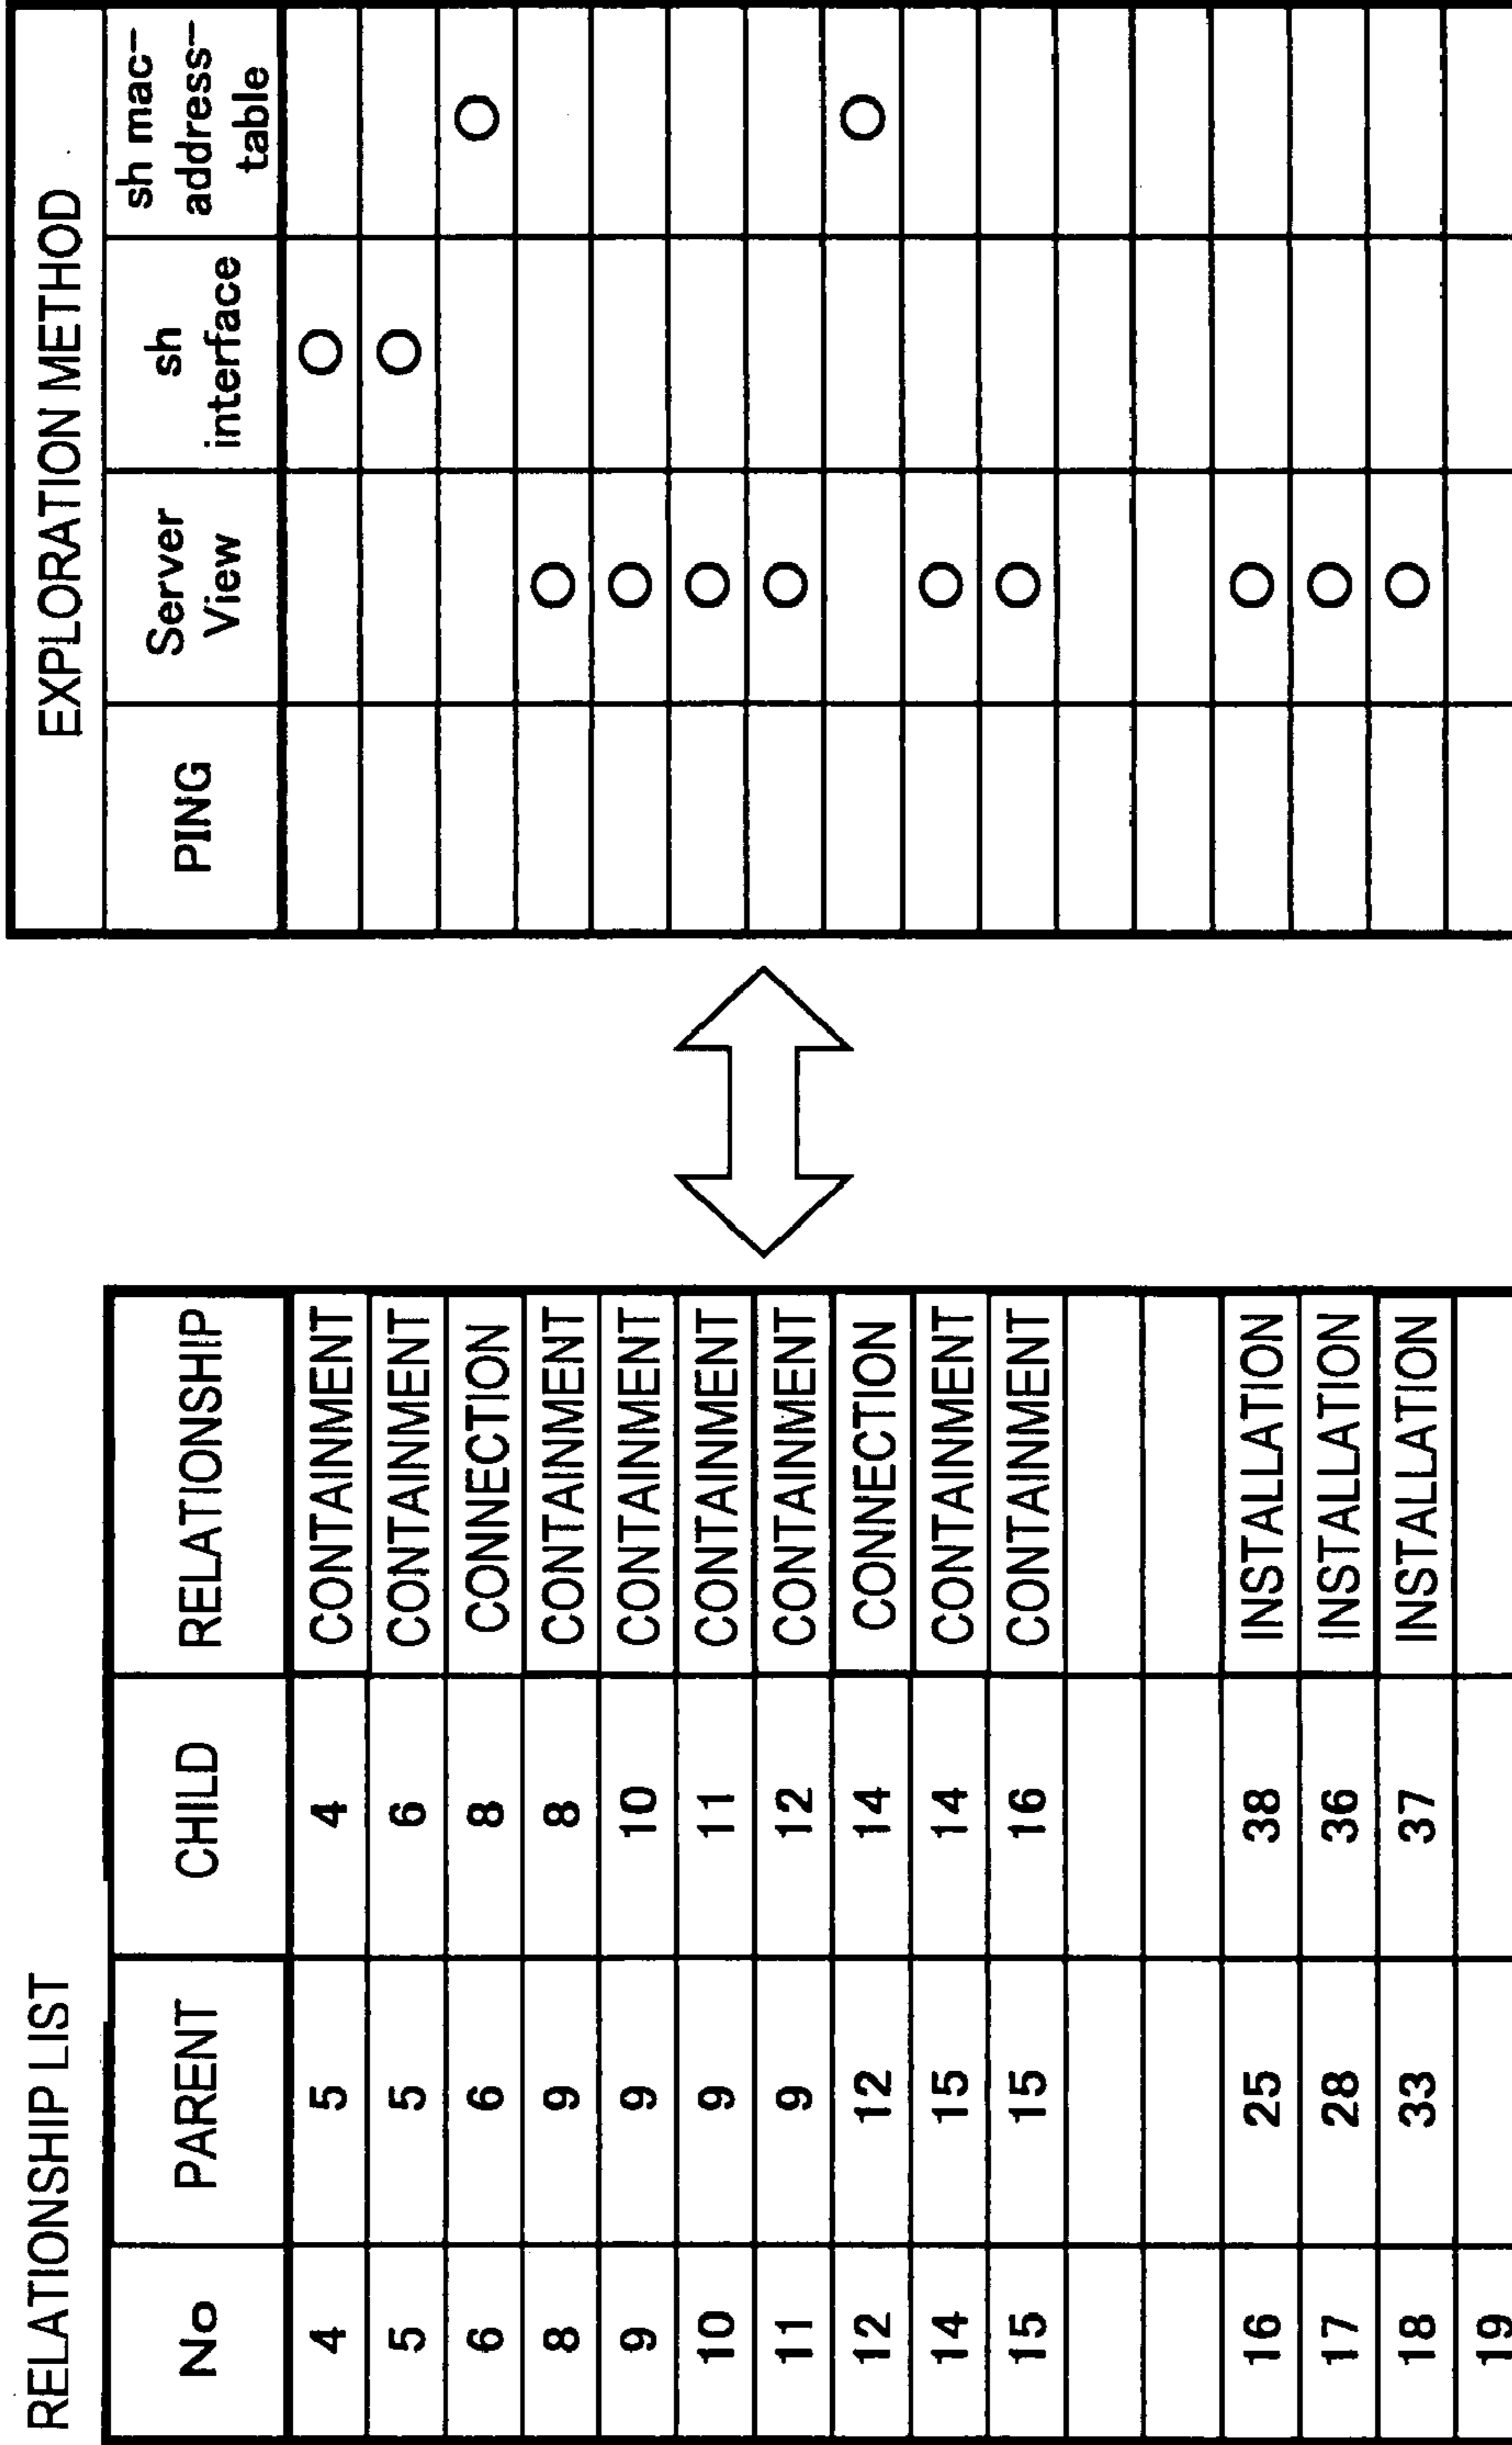 RELATIONSHIP LIST
No PARENT CHILD RELATIONSHIP
4 5 4 CONTAINMENT
5 5 6 CONTAINMENT
6 6 8 CONNECTION
8 9 8 CONTAINMENT
9 9 10 CONTAINMENT
10 9 11 CONTAINMENT
11 9 12 CONTAINMENT
12 12 14 CONNECTION
14 15 14 CONTAINMENT
15 15 16 CONTAINMENT
16 25 38 INSTALLATION
17 28 36 INSTALLATION
18 33 37 INSTALLATION
19
EXPLORATION METHOD
PING
Server
View
sh
interface
sh mac-
address-
table
○
○
○
○
○
○
○
○
○
○
○
○
○